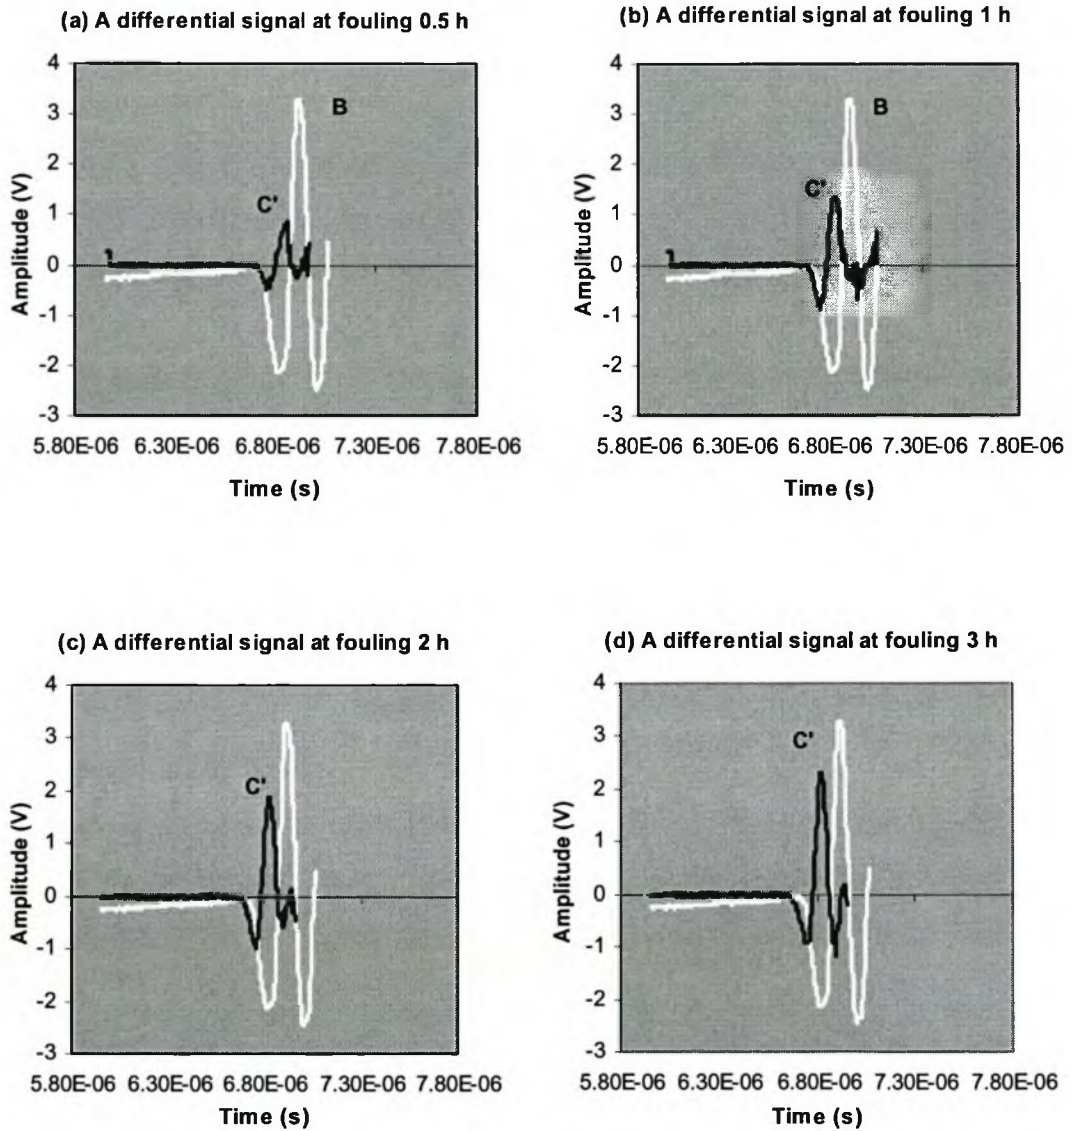 (a) A differential signal at fouling 0.5 h
4
3
2
1
0
-1
-2
-3
B
C'
Amplitude (V)
5.80E-06 6.30E-06 6.80E-06 7.30E-06 7.80E-06
Time (s)
(b) A differential signal at fouling 1 h
4
3
2
1
0
-1
-2
-3
B
C'
Amplitude (V)
5.80E-06 6.30E-06 6.80E-06 7.30E-06 7.80E-06
Time (s)
(c) A differential signal at fouling 2 h
4
3
2
1
0
-1
-2
-3
C'
Amplitude (V)
5.80E-06 6.30E-06 6.80E-06 7.30E-06 7.80E-06
Time (s)
(d) A differential signal at fouling 3 h
4
3
2
1
0
-1
-2
-3
C'
Amplitude (V)
5.80E-06 6.30E-06 6.80E-06 7.30E-06 7.80E-06
Time (s)